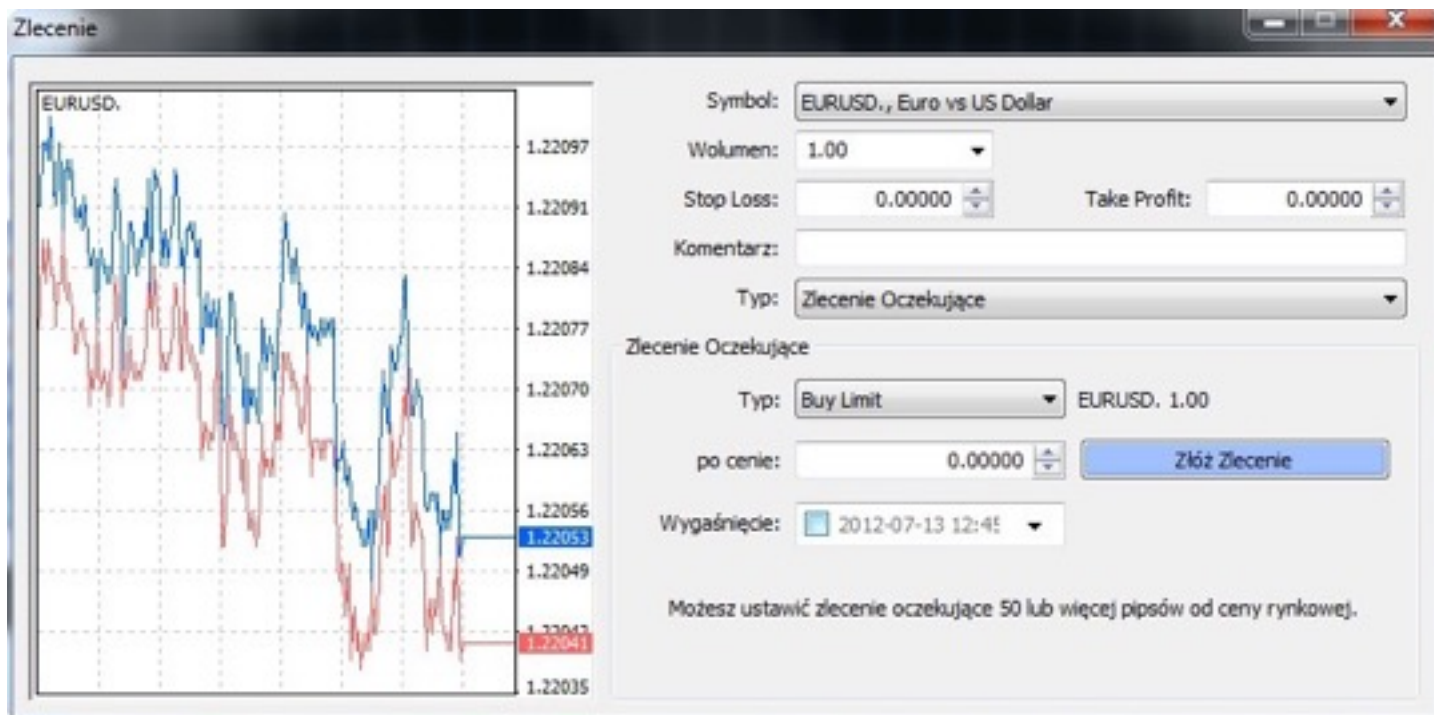 Zlecenie
EURUSD.
1.22097
1.22091
1.22084
1.22077
1.22070
1.22063
1.22056
1.22053
1.22049
1.22042
1.22041
1.22035
Symbol: EURUSD., Euro vs US Dollar
Wolumen: 1.00
Stop Loss: 0.00000 Take Profit: 0.00000
Komentarz:
Typ: Zlecenie Oczekujące
Zlecenie Oczekujące
Typ: Buy Limit EURUSD. 1.00
po cenie: 0.00000 Złóż Zlecenie
Wygaśnięcie: 2012-07-13 12:45
Możesz ustawić zlecenie oczekujące 50 lub więcej pipsów od ceny rynkowej.